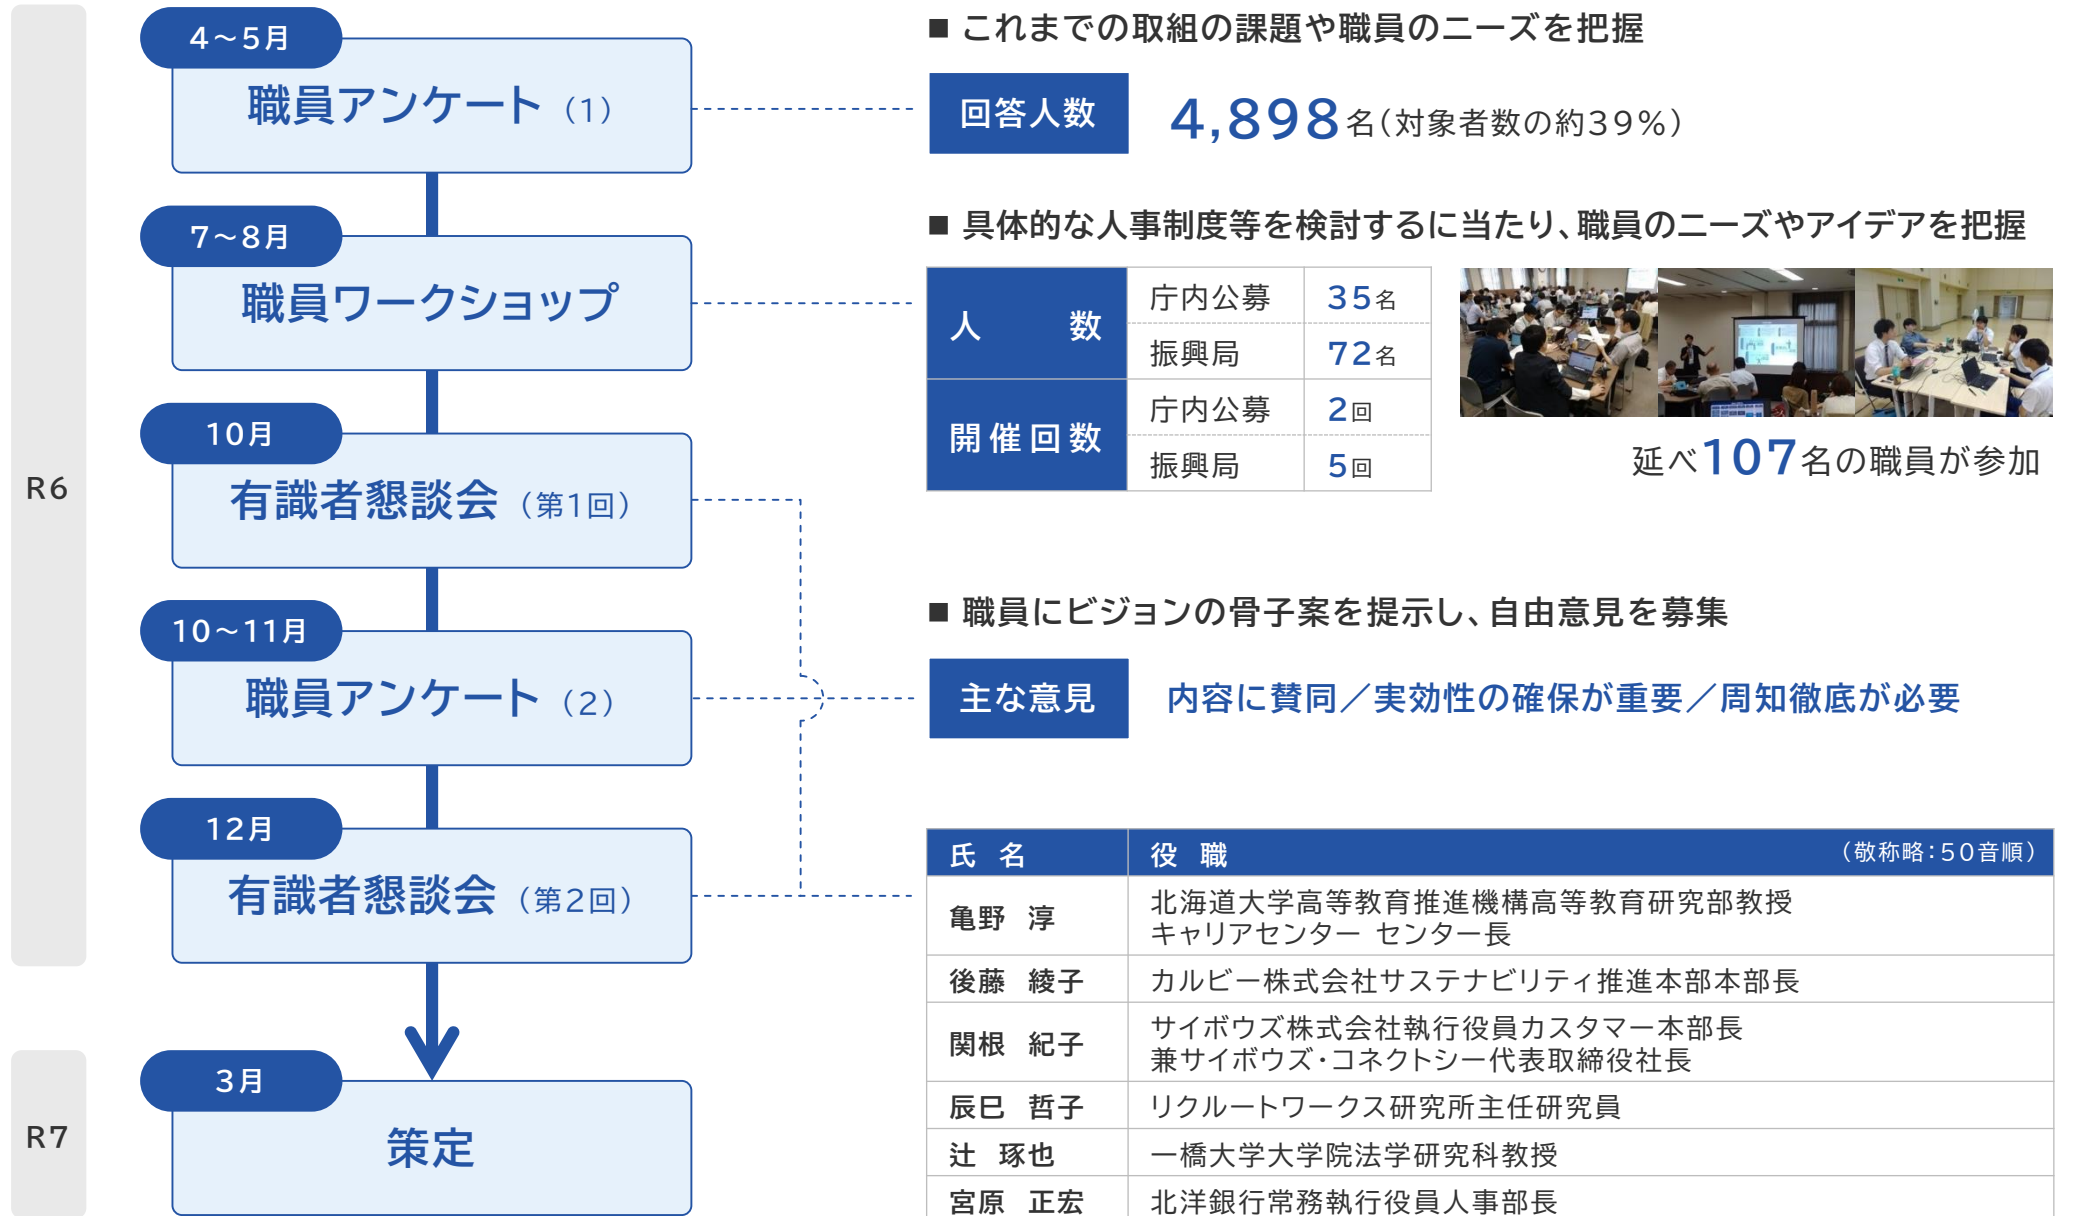 R6
4～5月
職員アンケート（1）
■ これまでの取組の課題や職員のニーズを把握
回答人数 4,898名（対象者数の約39%）
7～8月
職員ワークショップ
■ 具体的な人事制度等を検討するに当たり、職員のニーズやアイデアを把握
人 数 庁内公募 35名
振興局 72名
開催回数 庁内公募 2回
振興局 5回
延べ107名の職員が参加
10月
有識者懇談会（第1回）
10～11月
職員アンケート（2）
■ 職員にビジョンの骨子案を提示し、自由意見を募集
主な意見 内容に賛同／実効性の確保が重要／周知徹底が必要
12月
有識者懇談会（第2回）
氏 名 役 職 （敬称略：50音順）
亀野 淳 北海道大学高等教育推進機構高等教育研究部教授
キャリアセンター センター長
後藤 綾子 カルビー株式会社サステナビリティ推進本部本部長
関根 紀子 サイボウズ株式会社執行役員カスタマー本部長
兼サイボウズ・コネクトシー代表取締役社長
辰巳 哲子 リクルートワークス研究所主任研究員
辻 琢也 一橋大学大学院法学研究科教授
宮原 正宏 北洋銀行常務執行役員人事部長
R7
3月
策定